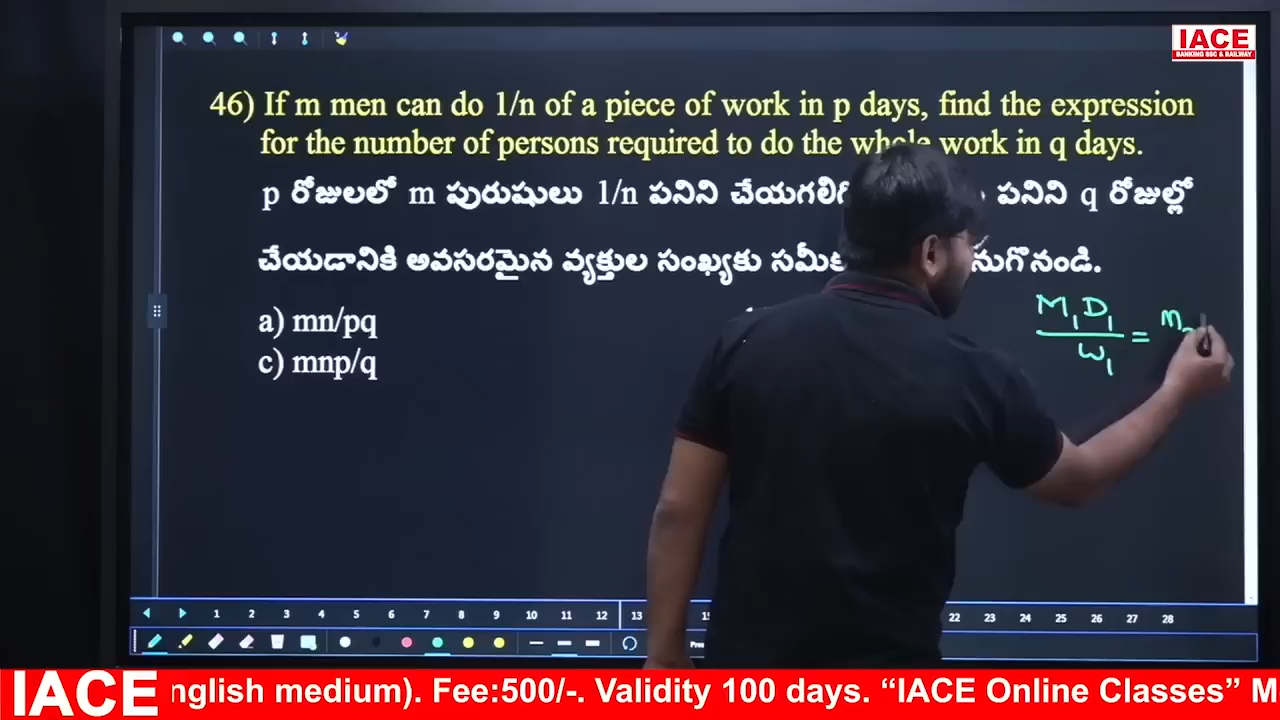 IACE
BANKING SSC & RAILWAY
46) If m men can do 1/n of a piece of work in p days, find the expression
for the number of persons required to do the whole work in q days.
p రోజులలో m పురుషులు 1/n పనిని పనిని q రోజుల్లో
చేయడానికి అవసరమైన వ్యక్తుల సంఖ్యకు
a) mn/pq
c) mnp/q
M₁D₁
= m
W₁
1 2 3 4 5 6 7 8 9 10 11 12 13 22 23 24 25 26 27 28
IACE nglish medium). Fee:500/-. Validity 100 days. “IACE Online Classes” M